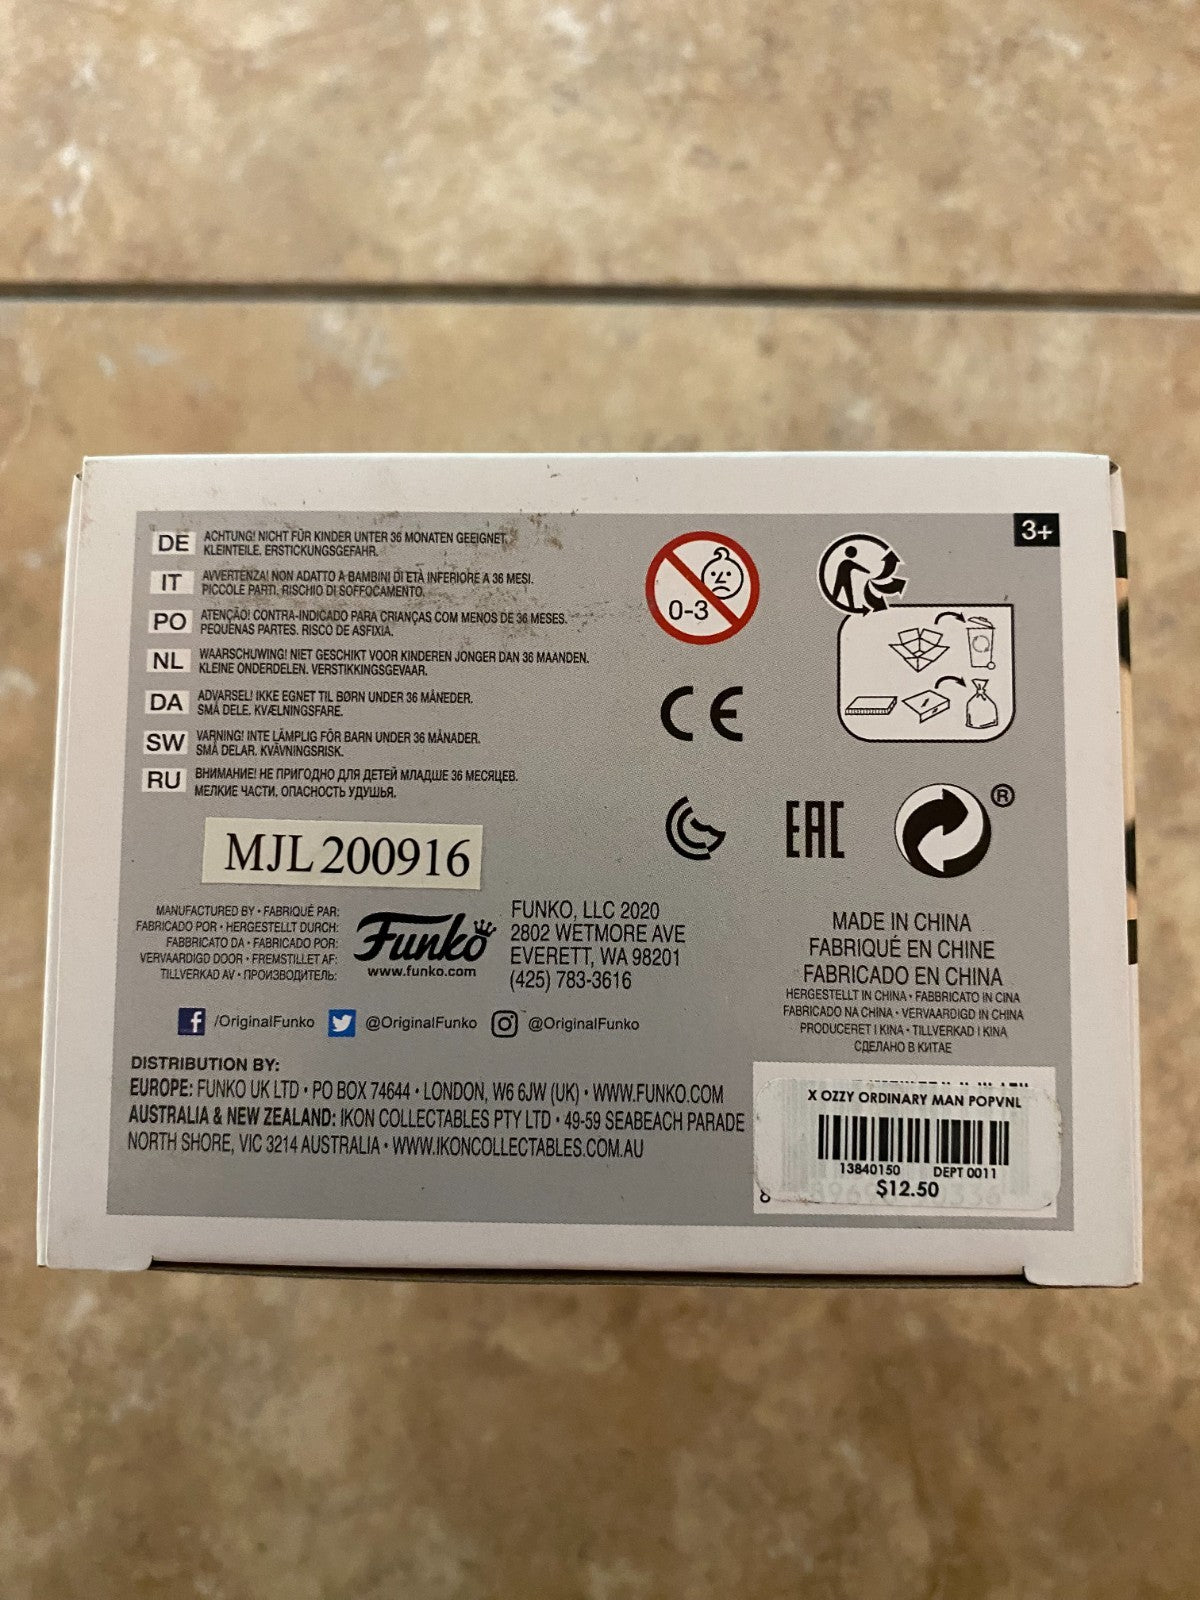 3+
DE ACHTUNG! NICHT FÜR KINDER UNTER 36 MONATEN GEEIGNET.
KLEINTEILE. ERSTICKUNGSGEFAHR.
IT AVVERTENZA! NON ADATTO A BAMBINI DI ETÀ INFERIORE A 36 MESI.
PICCOLE PARTI. RISCHIO DI SOFFOCAMENTO.
PO ATENÇÃO! CONTRA-INDICADO PARA CRIANÇAS COM MENOS DE 36 MESES.
PEQUENAS PARTES. RISCO DE ASFIXIA.
NL WAARSCHUWING! NIET GESCHIKT VOOR KINDEREN JONGER DAN 36 MAANDEN.
KLEINE ONDERDELEN. VERSTIKKINGSGEVAAR.
DA ADVARSEL! IKKE EGNET TIL BØRN UNDER 36 MÅNEDER.
SMÅ DELE. KVÆLNINGSFARE.
SW VARNING! INTE LÄMPLIG FÖR BARN UNDER 36 MÅNADER.
SMÅ DELAR. KVÄVNINGSRISK.
RU ВНИМАНИЕ! НЕ ПРИГОДНО ДЛЯ ДЕТЕЙ МЛАДШЕ 36 МЕСЯЦЕВ.
МЕЛКИЕ ЧАСТИ. ОПАСНОСТЬ УДУШЬЯ.
0-3
CE
EAC
®
MJL200916
MANUFACTURED BY • FABRIQUÉ PAR:
FABRICADO POR • HERGESTELLT DURCH:
FABBRICATO DA • FABRICADO POR:
VERVAARDIGD DOOR • FREMSTILLET AF:
TILLVERKAD AV • ПРОИЗВОДИТЕЛЬ:
Funko
www.funko.com
FUNKO, LLC 2020
2802 WETMORE AVE
EVERETT, WA 98201
(425) 783-3616
MADE IN CHINA
FABRIQUÉ EN CHINE
FABRICADO EN CHINA
HERGESTELLT IN CHINA • FABBRICATO IN CINA
FABRICADO NA CHINA • VERVAARDIGD IN CHINA
PRODUCERET I KINA • TILLVERKAD I KINA
СДЕЛАНО В КИТАЕ
/OriginalFunko @OriginalFunko @OriginalFunko
DISTRIBUTION BY:
EUROPE: FUNKO UK LTD • PO BOX 74644 • LONDON, W6 6JW (UK) • WWW.FUNKO.COM
AUSTRALIA & NEW ZEALAND: IKON COLLECTABLES PTY LTD • 49-59 SEABEACH PARADE
NORTH SHORE, VIC 3214 AUSTRALIA • WWW.IKONCOLLECTABLES.COM.AU
X OZZY ORDINARY MAN POPVNL
13840150 DEPT 0011
$12.50
8